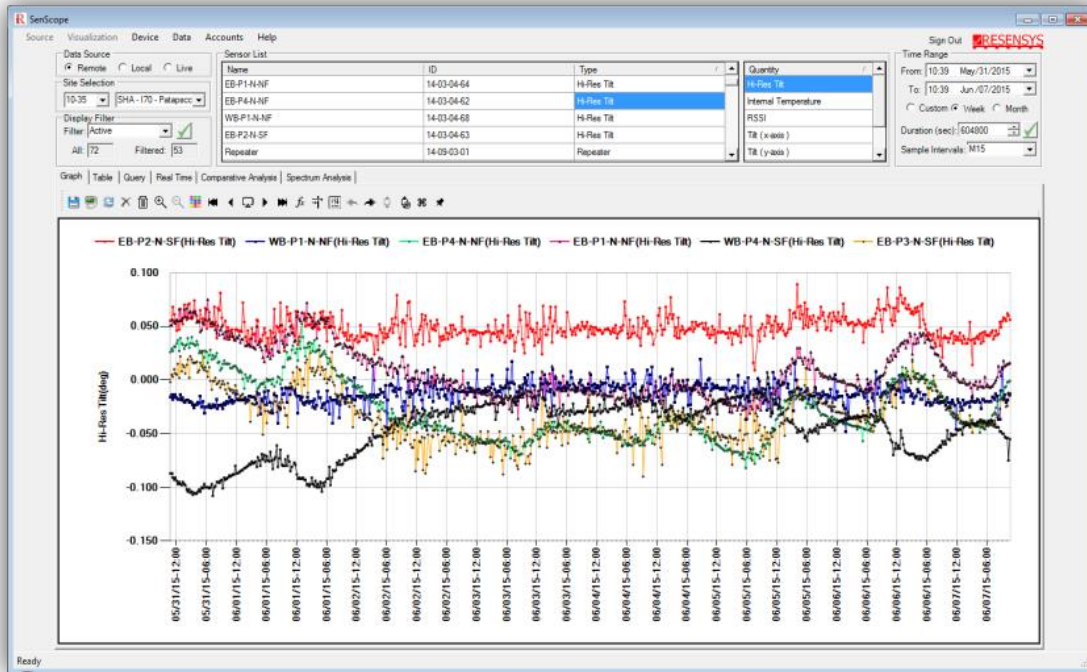 SenScope
Source Visualization Device Data Accounts Help
Sign Out RESENSYS
Data Source
Remote Local Live
Site Selection
10-35 SHA - I70 - Patapscc
Display Filter
Filter: Active
All: 72 Filtered: 53
Sensor List
Name ID Type
EB-P1-N-NF 14-03-04-64 Hi-Res Tilt
EB-P4-N-NF 14-03-04-62 Hi-Res Tilt
WB-P1-N-NF 14-03-04-68 Hi-Res Tilt
EB-P2-N-SF 14-03-04-63 Hi-Res Tilt
Repeater 14-09-03-01 Repeater
Quantity
Hi-Res Tilt
Internal Temperature
RSSI
Tilt (x-axis)
Tilt (y-axis)
Time Range
From: 10:39 May/31/2015
To: 10:39 Jun/07/2015
Custom Week Month
Duration (sec): 604800
Sample Intervals: M15
Graph Table Query Real Time Comparative Analysis Spectrum Analysis
EB-P2-N-SF(Hi-Res Tilt) WB-P1-N-NF(Hi-Res Tilt) EB-P4-N-NF(Hi-Res Tilt) EB-P1-N-NF(Hi-Res Tilt) WB-P4-N-SF(Hi-Res Tilt) EB-P3-N-SF(Hi-Res Tilt)
Hi-Res Tilt(deg)
0.100
0.050
0.000
-0.050
-0.100
-0.150
05/31/15-12:00
05/31/15-06:00
06/01/15-12:00
06/01/15-06:00
06/01/15-12:00
06/01/15-06:00
06/02/15-12:00
06/02/15-06:00
06/02/15-12:00
06/02/15-06:00
06/03/15-12:00
06/03/15-06:00
06/03/15-12:00
06/03/15-06:00
06/04/15-12:00
06/04/15-06:00
06/04/15-12:00
06/04/15-06:00
06/05/15-12:00
06/05/15-06:00
06/05/15-12:00
06/05/15-06:00
06/06/15-12:00
06/06/15-06:00
06/06/15-12:00
06/06/15-06:00
06/07/15-12:00
06/07/15-06:00
Ready